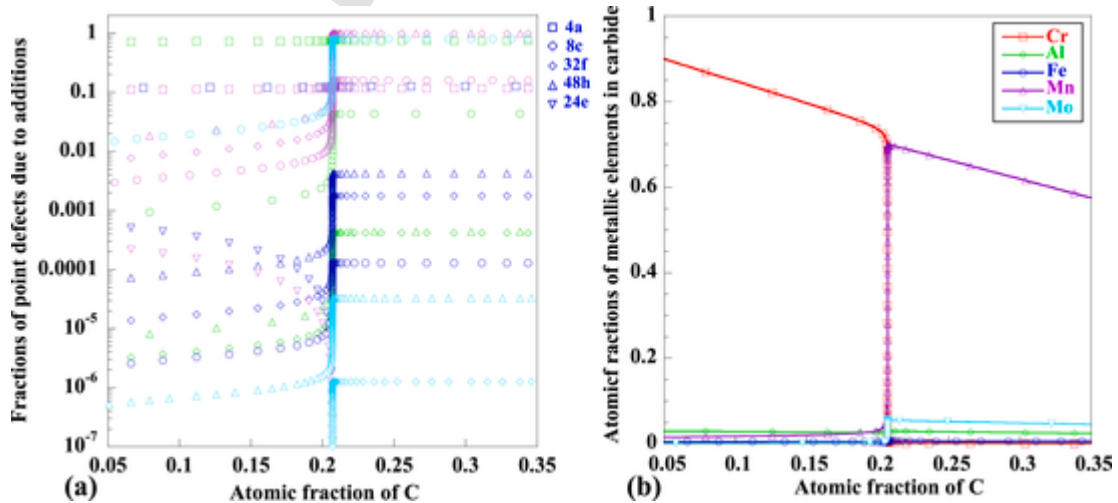 Fractions of point defects due to additions
1
0.1
0.01
0.001
0.0001
10-5
10-6
10-7
0.05 0.1 0.15 0.2 0.25 0.3 0.35
(a) Atomic fraction of C
4a
8c
32f
48h
24e
Atomicf ractions of metallic elements in carbide
1
0.8
0.6
0.4
0.2
0
0.05 0.1 0.15 0.2 0.25 0.3 0.35
(b) Atomic fraction of C
Cr
Al
Fe
Mn
Mo